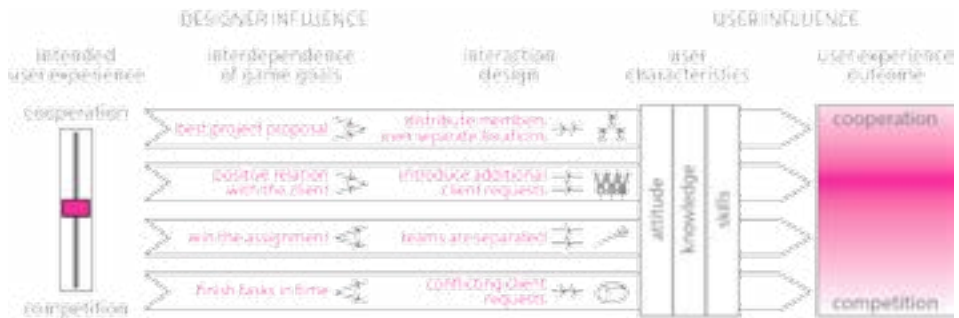 DESIGNER INFLUENCE
USER INFLUENCE
intended
user experience
interdependence
of game goals
interaction
design
user
characteristics
user experience
outcome
cooperation
best project proposal
distribute members
over separate locations
positive relation
with the client
introduce additional
client requests
win the assignment
teams are separated
finish tasks in time
conflicting client
requests
competition
attitude
knowledge
skills
cooperation
competition